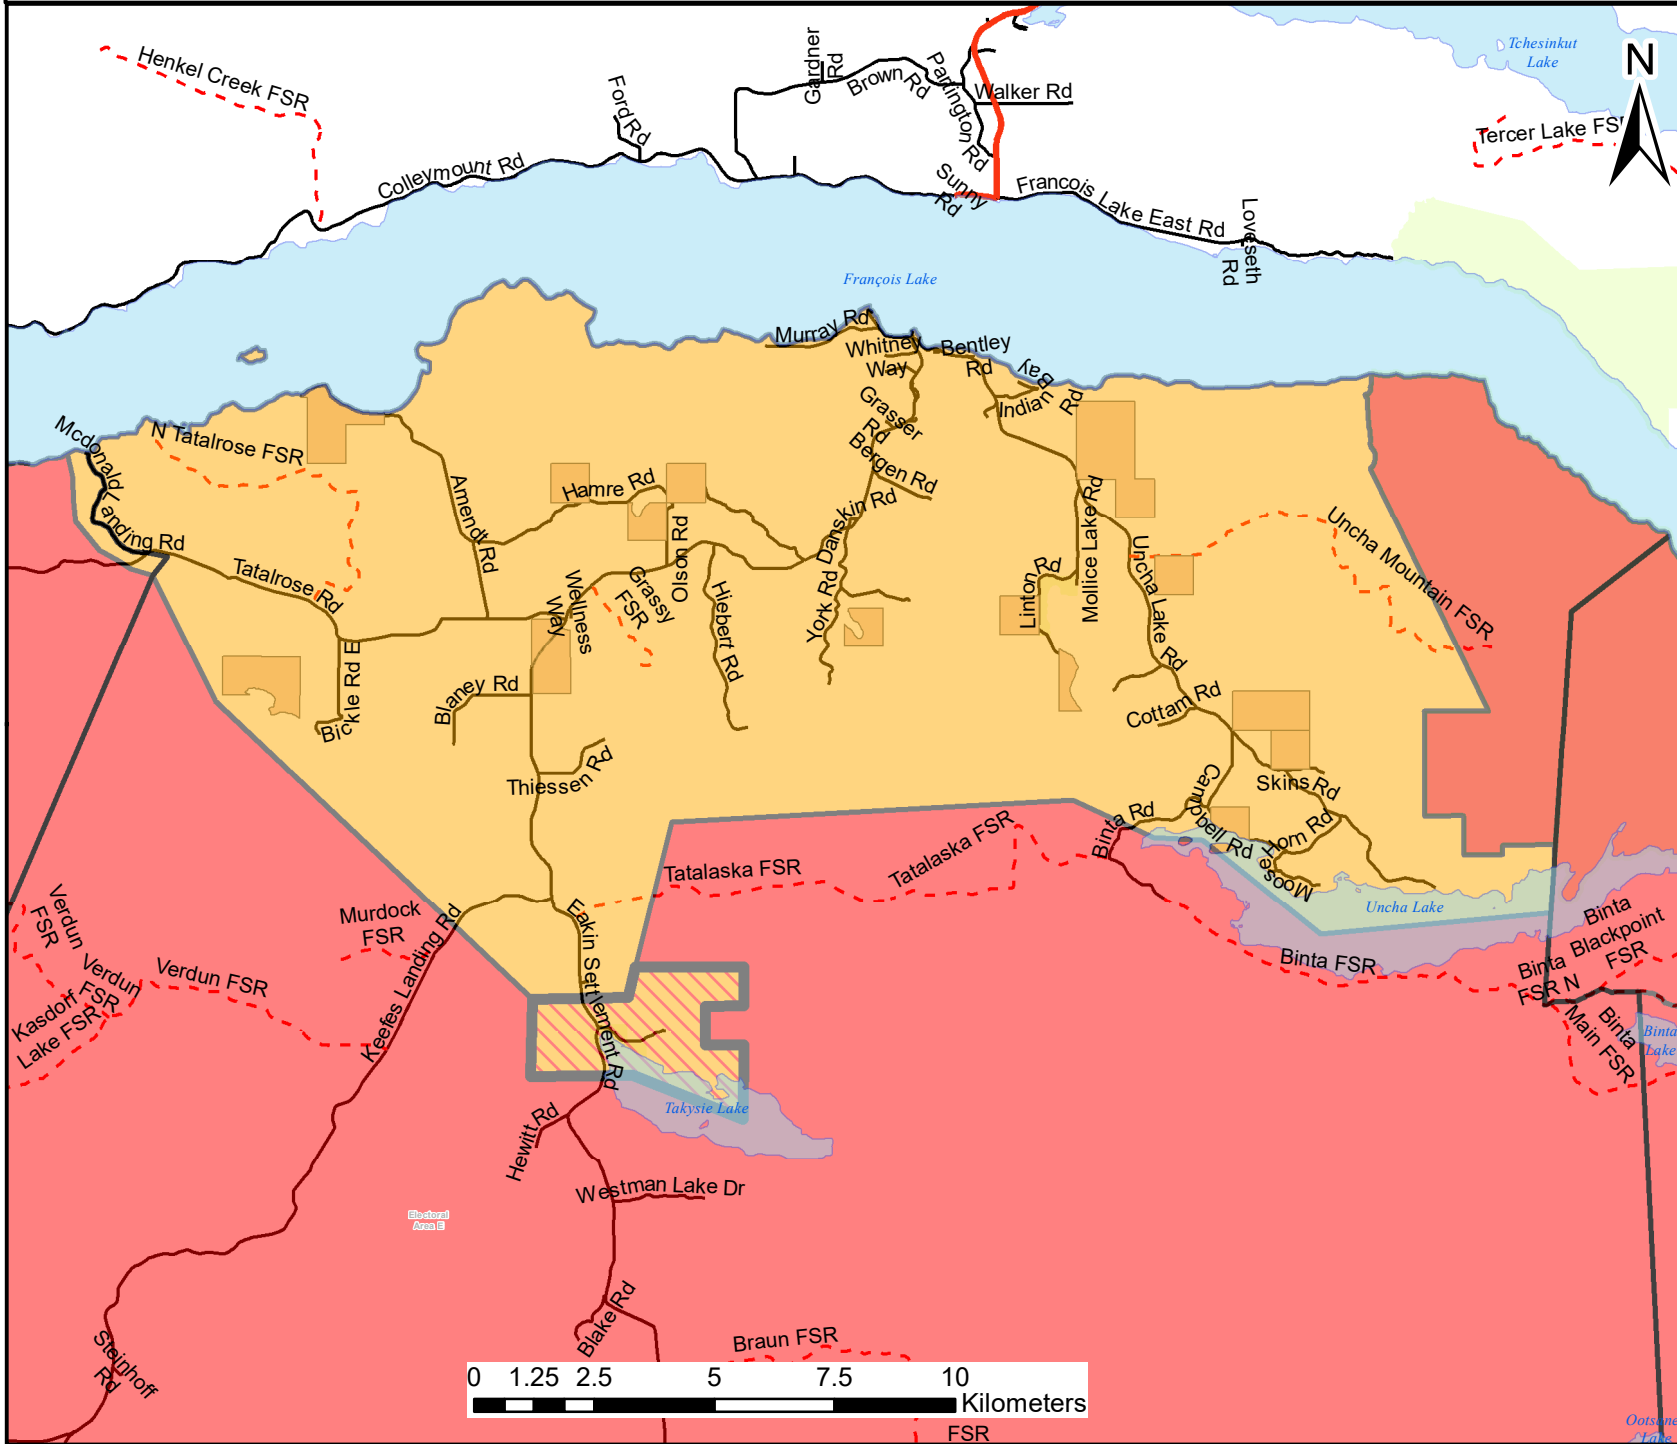 Henkel Creek FSR
Ford Rd
Gardner
Rd
Brown Rd
Partington Rd
Walker Rd
Tchesinkut
Lake
N
Tercer Lake
Colleymount Rd
Sunny
Rd
Francois Lake East Rd
Loveseth
Rd
François Lake
Murray Rd
Whitney
Way
Bentley
Rd
Indian Bay
Rd
Grasser
Rd
Bergen Rd
Mcdonald Landing Rd
N Tatalrose FSR
Amendt Rd
Hamre Rd
Olson Rd
Danskin Rd
York Rd
Mollice Lake Rd
Linton Rd
Uncha Lake Rd
Uncha Mountain FSR
Tatalrose Rd
Wellness
Way
Grassy
FSR
Hiebert Rd
Bickle Rd E
Blaney Rd
Thiessen Rd
Cottam Rd
Skins Rd
Campbell Rd
Moose Horn Rd
Binta Rd
Uncha Lake
Tatalaska FSR
Tatalaska FSR
Verdun
FSR
Verdun
FSR
Verdun FSR
Kasdorf
Lake FSR
Murdock
FSR
Keefes Landing Rd
Eakin Settlement Rd
Binta FSR
Binta
Blackpoint
FSR
Binta
FSR N
Binta
Main FSR
Binta
Lake
Takysie Lake
Hewitt Rd
Westman Lake Dr
Electoral
Area E
Blake Rd
Steinhoff
Rd
Braun FSR
0 1.25 2.5 5 7.5 10
Kilometers
FSR
Lake